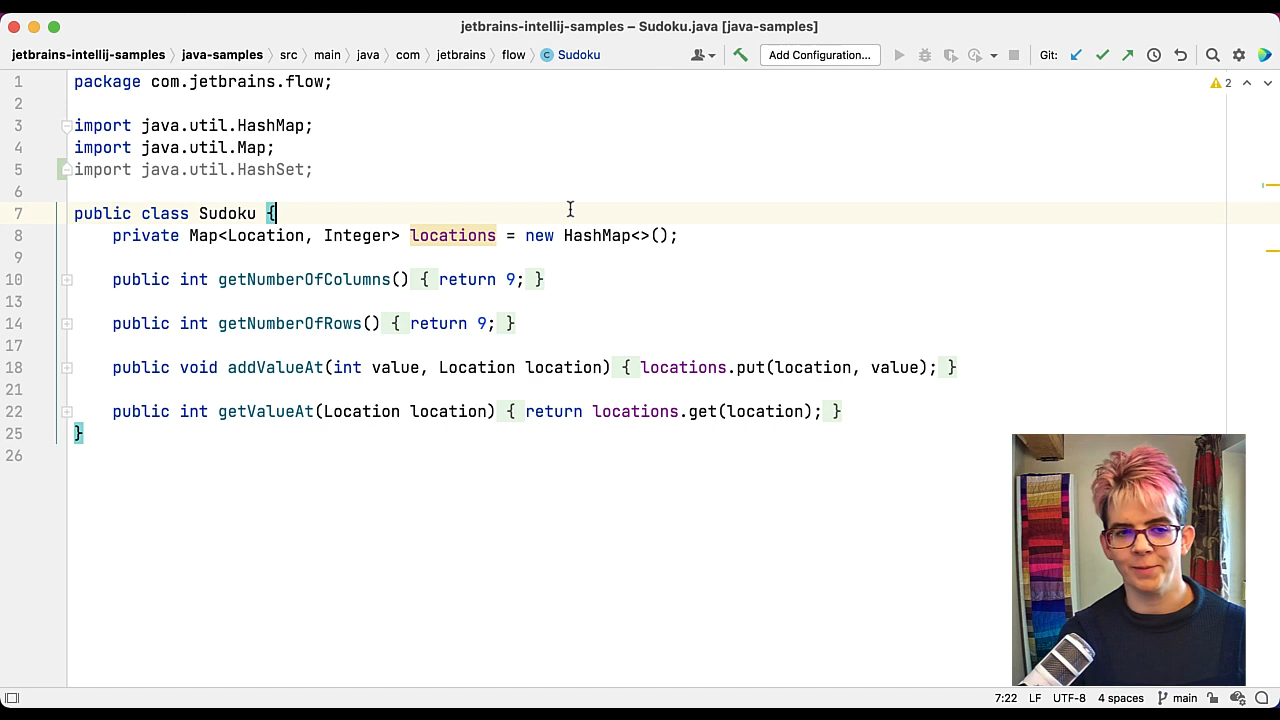 jetbrains-intellij-samples – Sudoku.java [java-samples]
jetbrains-intellij-samples java-samples src main java com jetbrains flow Sudoku Add Configuration... Git:
1 package com.jetbrains.flow; 2
2
3 import java.util.HashMap;
4 import java.util.Map;
5 import java.util.HashSet;
6
7 public class Sudoku {
8 private Map<Location, Integer> locations = new HashMap<>();
9
10 public int getNumberOfColumns() { return 9; }
13
14 public int getNumberOfRows() { return 9; }
17
18 public void addValueAt(int value, Location location) { locations.put(location, value); }
21
22 public int getValueAt(Location location) { return locations.get(location); }
25 }
26
7:22 LF UTF-8 4 spaces main